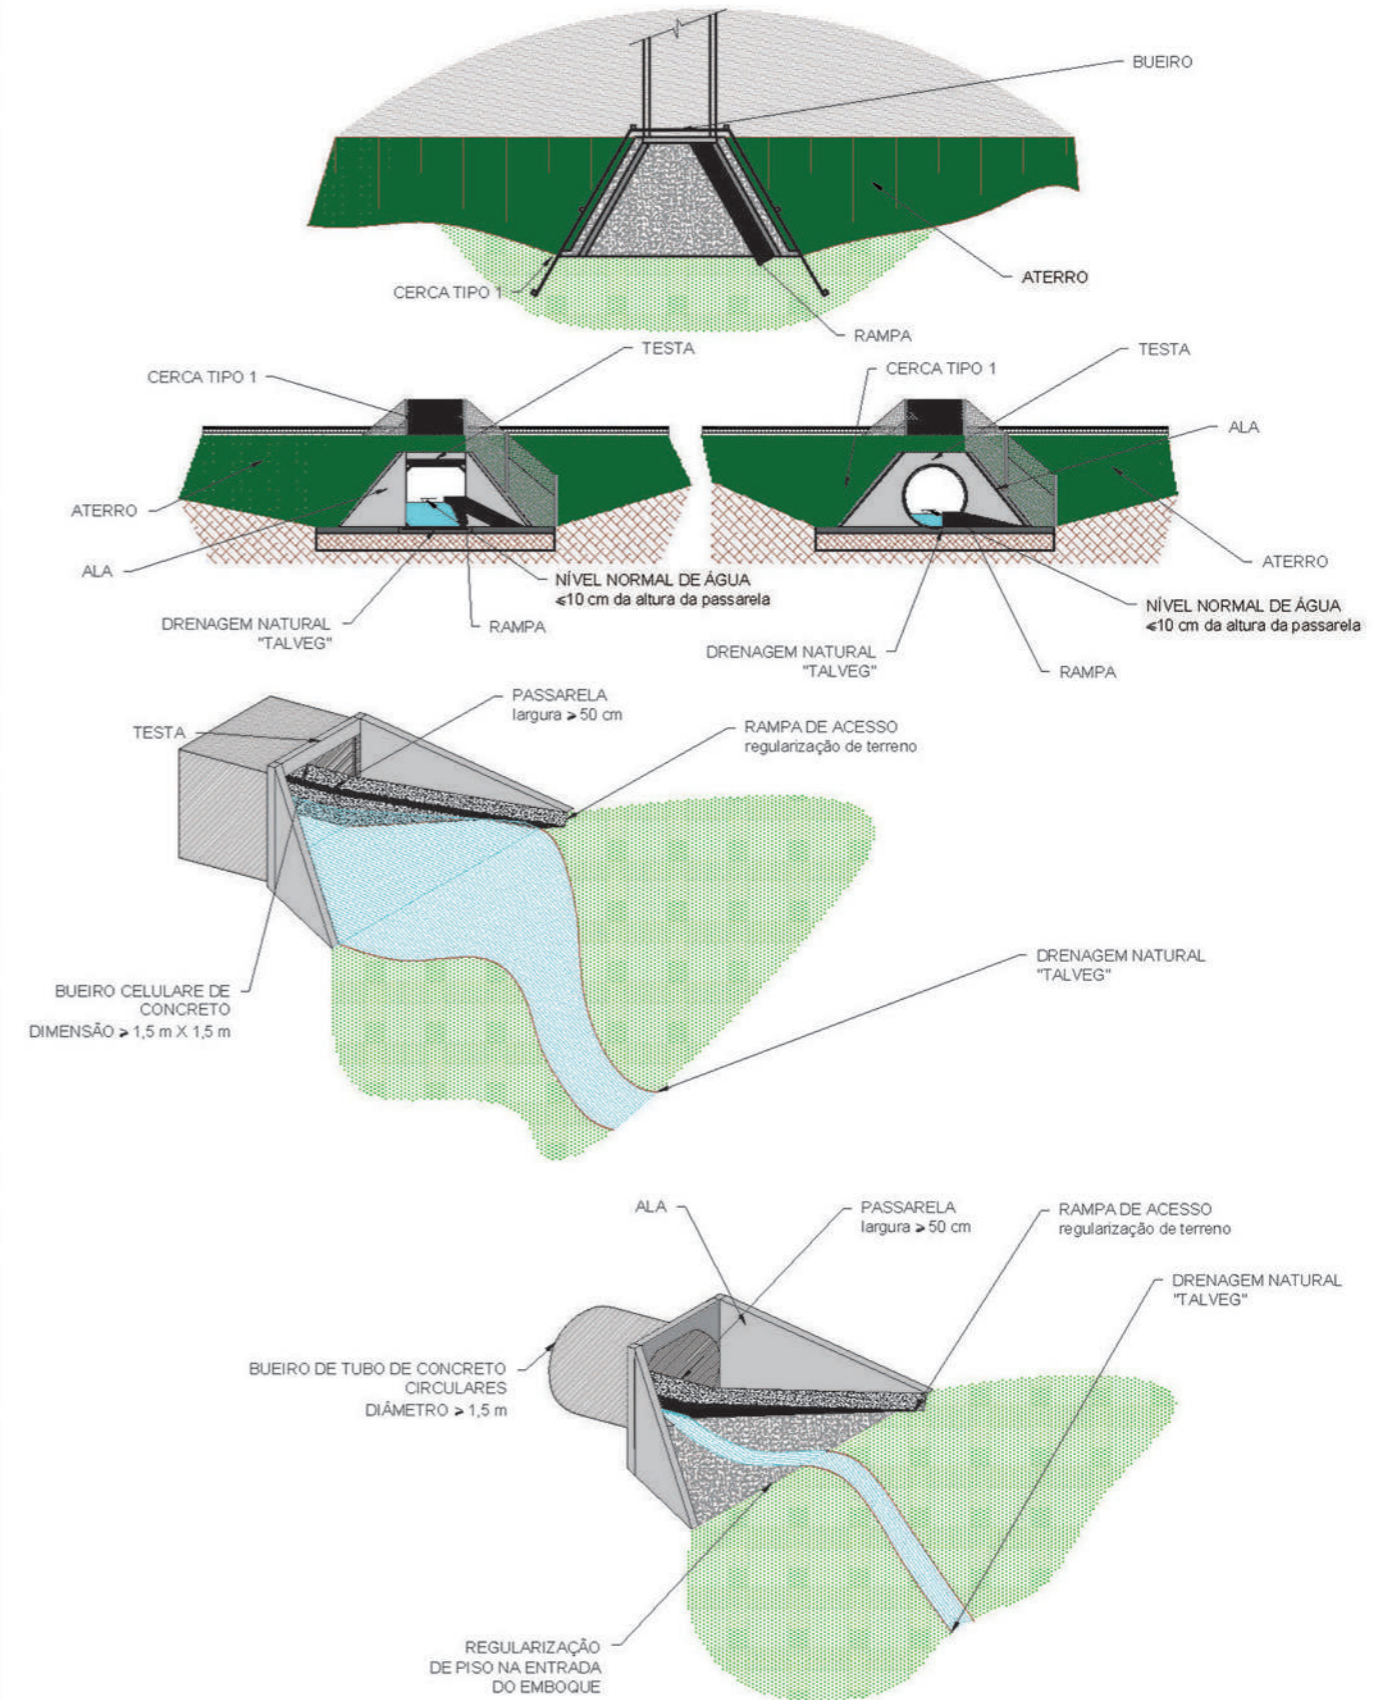 BUEIRO
ATERRO
CERCA TIPO 1
RAMPA
TESTA
CERCA TIPO 1
ATERRO
ALA
NÍVEL NORMAL DE ÁGUA
≤10 cm da altura da passarela
DRENAGEM NATURAL
"TALVEG"
RAMPA
TESTA
CERCA TIPO 1
ALA
ATERRO
NÍVEL NORMAL DE ÁGUA
≤10 cm da altura da passarela
DRENAGEM NATURAL
"TALVEG"
RAMPA
PASSARELA
largura ≥ 50 cm
TESTA
RAMPA DE ACESSO
regularização de terreno
DRENAGEM NATURAL
"TALVEG"
BUEIRO CELULARE DE
CONCRETO
DIMENSÃO ≥ 1,5 m X 1,5 m
ALA
PASSARELA
largura ≥ 50 cm
RAMPA DE ACESSO
regularização de terreno
DRENAGEM NATURAL
"TALVEG"
BUEIRO DE TUBO DE CONCRETO
CIRCULARES
DIÂMETRO ≥ 1,5 m
REGULARIZAÇÃO
DE PISO NA ENTRADA
DO EMBOQUE